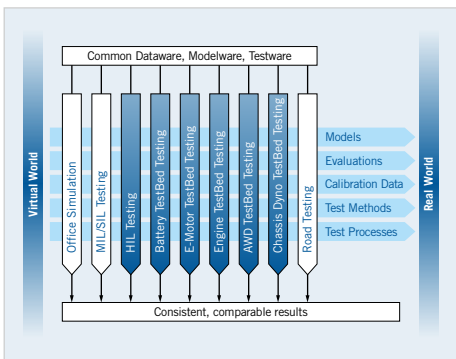 Common Dataware, Modelware, Testware
Virtual World
Office Simulation
MIL/SIL Testing
HIL Testing
Battery TestBed Testing
E-Motor TestBed Testing
Engine TestBed Testing
AWD TestBed Testing
Chassis Dyno TestBed Testing
Road Testing
Models
Evaluations
Calibration Data
Test Methods
Test Processes
Real World
Consistent, comparable results